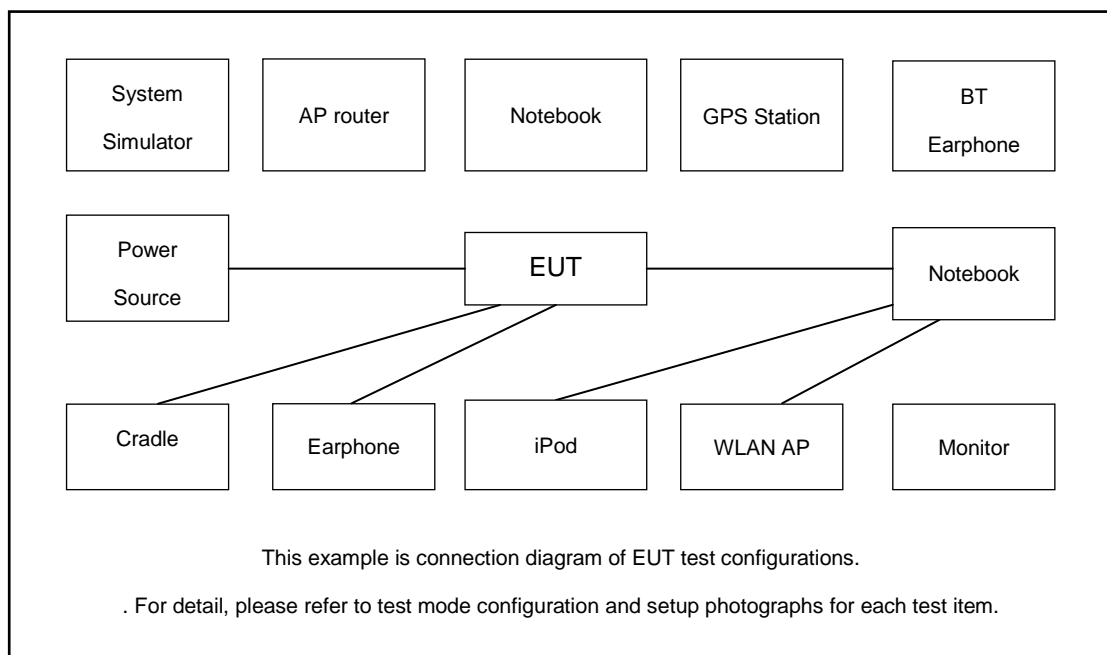 System
Simulator
AP router
Notebook
GPS Station
BT
Earphone
Power
Source
EUT
Notebook
Cradle
Earphone
iPod
WLAN AP
Monitor
This example is connection diagram of EUT test configurations.
. For detail, please refer to test mode configuration and setup photographs for each test item.